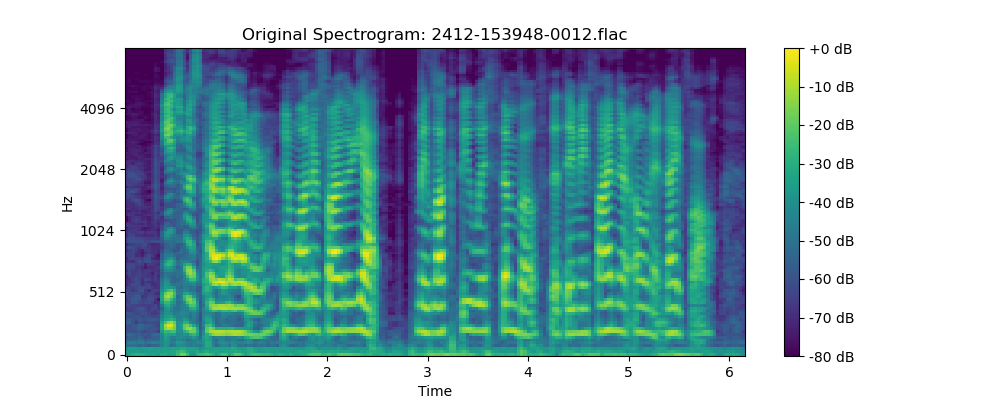 Original Spectrogram: 2412-153948-0012.flac
Hz
4096
2048
1024
512
0
0 1 2 3 4 5 6
Time
+0 dB
-10 dB
-20 dB
-30 dB
-40 dB
-50 dB
-60 dB
-70 dB
-80 dB